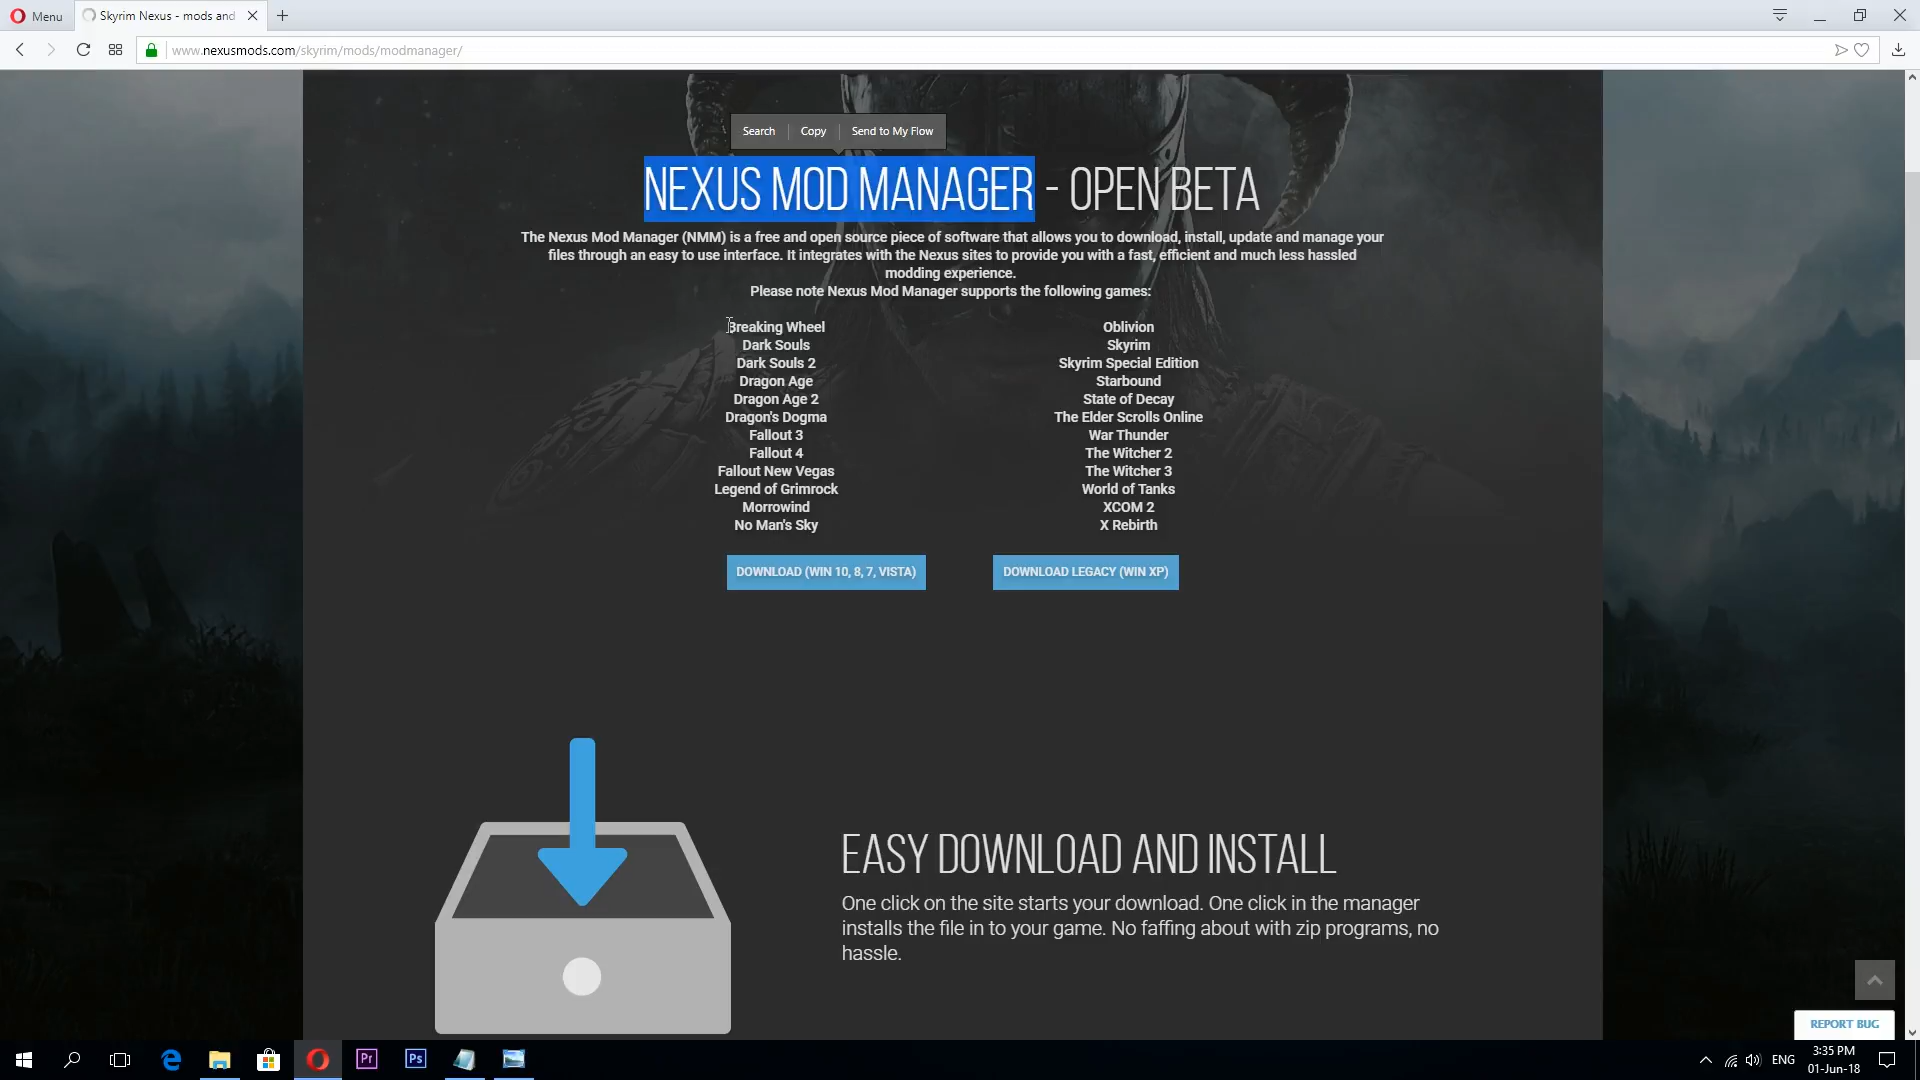 Menu
Skyrim Nexus - mods and
www.nexusmods.com/skyrim/mods/modmanager/
Search
Copy
Send to My Flow
NEXUS MOD MANAGER - OPEN BETA
The Nexus Mod Manager (NMM) is a free and open source piece of software that allows you to download, install, update and manage your
files through an easy to use interface. It integrates with the Nexus sites to provide you with a fast, efficient and much less hassled
modding experience.
Please note Nexus Mod Manager supports the following games:
Breaking Wheel
Dark Souls
Dark Souls 2
Dragon Age
Dragon Age 2
Dragon's Dogma
Fallout 3
Fallout 4
Fallout New Vegas
Legend of Grimrock
Morrowind
No Man's Sky
Oblivion
Skyrim
Skyrim Special Edition
Starbound
State of Decay
The Elder Scrolls Online
War Thunder
The Witcher 2
The Witcher 3
World of Tanks
XCOM 2
X Rebirth
DOWNLOAD (WIN 10, 8, 7, VISTA)
DOWNLOAD LEGACY (WIN XP)
EASY DOWNLOAD AND INSTALL
One click on the site starts your download. One click in the manager
installs the file in to your game. No faffing about with zip programs, no
hassle.
REPORT BUG
Pr
Ps
ENG
3:35 PM
01-Jun-18